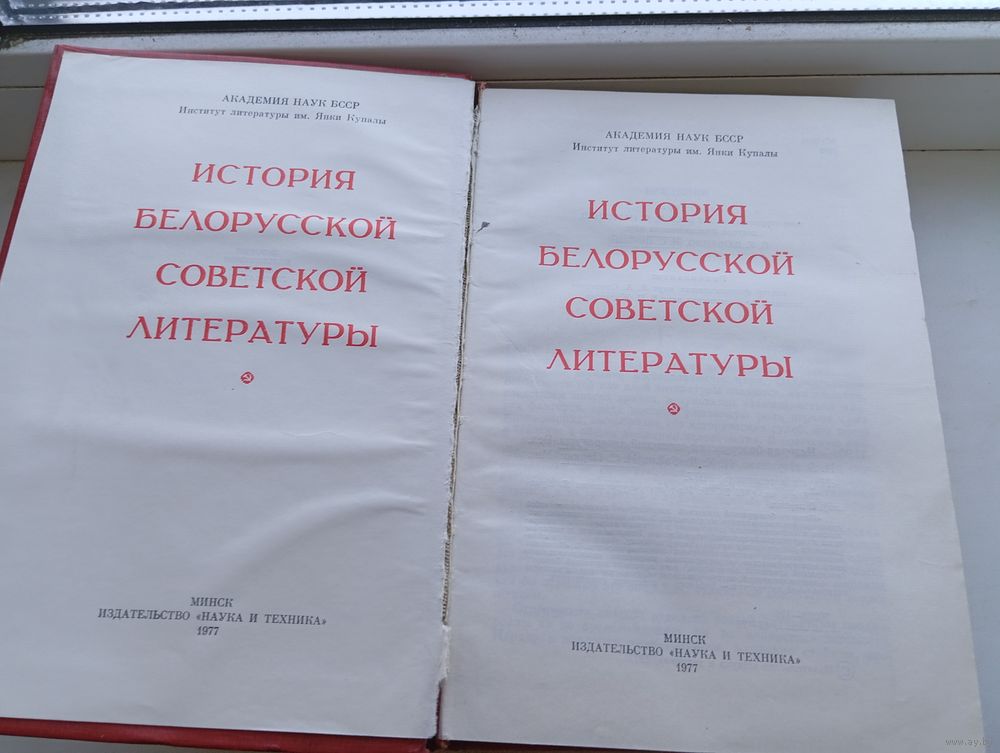 АКАДЕМИЯ НАУК БССР
Институт литературы им. Янки Купалы
ИСТОРИЯ
БЕЛОРУССКОЙ
СОВЕТСКОЙ
ЛИТЕРАТУРЫ
МИНСК
ИЗДАТЕЛЬСТВО «НАУКА И ТЕХНИКА»
1977
АКАДЕМИЯ НАУК БССР
Институт литературы им. Янки Купалы
ИСТОРИЯ
БЕЛОРУССКОЙ
СОВЕТСКОЙ
ЛИТЕРАТУРЫ
МИНСК
ИЗДАТЕЛЬСТВО «НАУКА И ТЕХНИКА»
1977